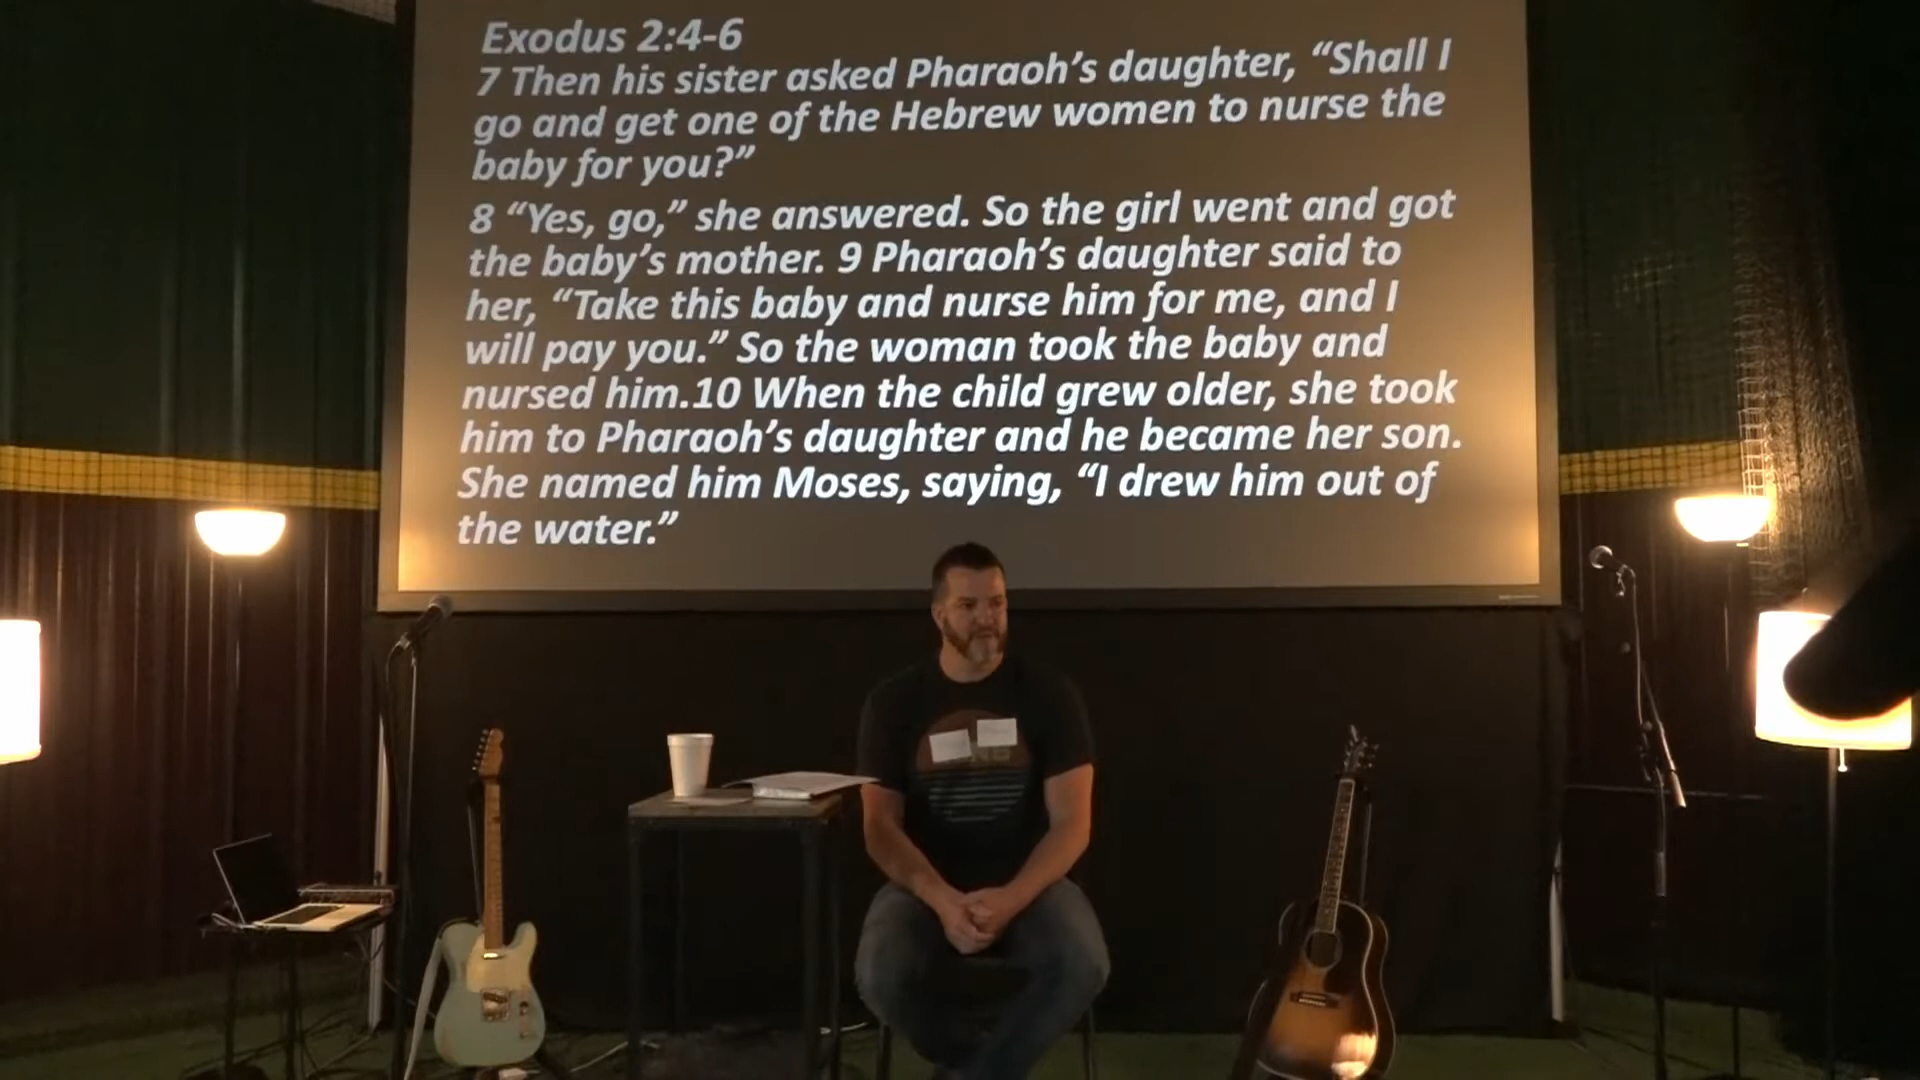 Exodus 2:4-6
7 Then his sister asked Pharaoh’s daughter, “Shall I
go and get one of the Hebrew women to nurse the
baby for you?”
8 “Yes, go,” she answered. So the girl went and got
the baby’s mother. 9 Pharaoh’s daughter said to
her, “Take this baby and nurse him for me, and I
will pay you.” So the woman took the baby and
nursed him.10 When the child grew older, she took
him to Pharaoh’s daughter and he became her son.
She named him Moses, saying, “I drew him out of
the water.”